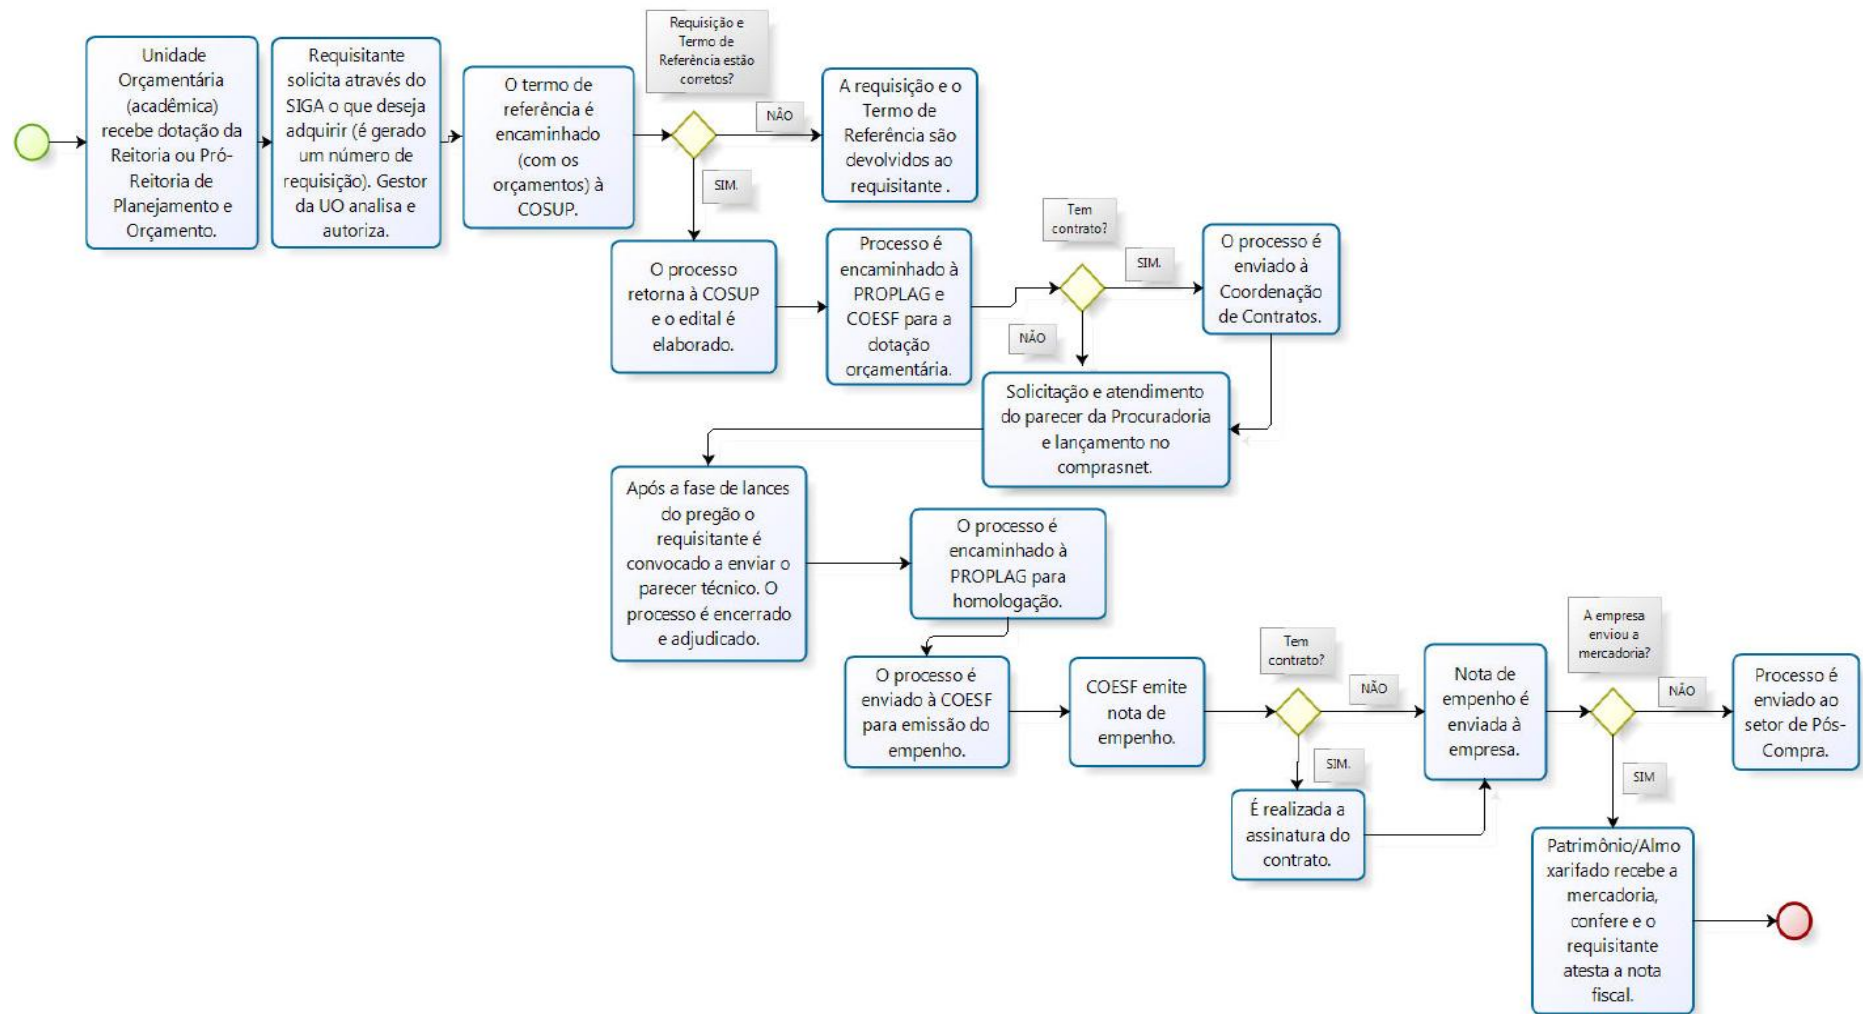 Unidade
Orçamentária
(acadêmica)
recebe dotação da
Reitoria ou Pró-
Reitoria de
Planejamento e
Orçamento.
Requisitante
solicita através do
SIGA o que deseja
adquirir (é gerado
um número de
requisição). Gestor
da UO analisa e
autoriza.
O termo de
referência é
encaminhado
(com os
orçamentos) à
COSUP.
Requisição e
Termo de
Referência estão
corretos?
NÃO
A requisição e o
Termo de
Referência são
devolvidos ao
requisitante .
SIM.
O processo
retorna à COSUP
e o edital é
elaborado.
Processo é
encaminhado à
PROPLAG e
COESF para a
dotação
orçamentária.
Tem
contrato?
SIM.
O processo é
enviado à
Coordenação
de Contratos.
NÃO
Solicitação e atendimento
do parecer da Procuradoria
e lançamento no
comprasnet.
Após a fase de lances
do pregão o
requisitante é
convocado a enviar o
parecer técnico. O
processo é encerrado
e adjudicado.
O processo é
encaminhado à
PROPLAG para
homologação.
O processo é
enviado à COESF
para emissão do
empenho.
COESF emite
nota de
empenho.
Tem
contrato?
NÃO
SIM.
É realizada a
assinatura do
contrato.
Nota de
empenho é
enviada à
empresa.
A empresa
enviou a
mercadoria?
NÃO
Processo é
enviado ao
setor de Pós-
Compra.
SIM
Patrimônio/Almo
xarifado recebe a
mercadoria,
confere e o
requisitante
atesta a nota
fiscal.